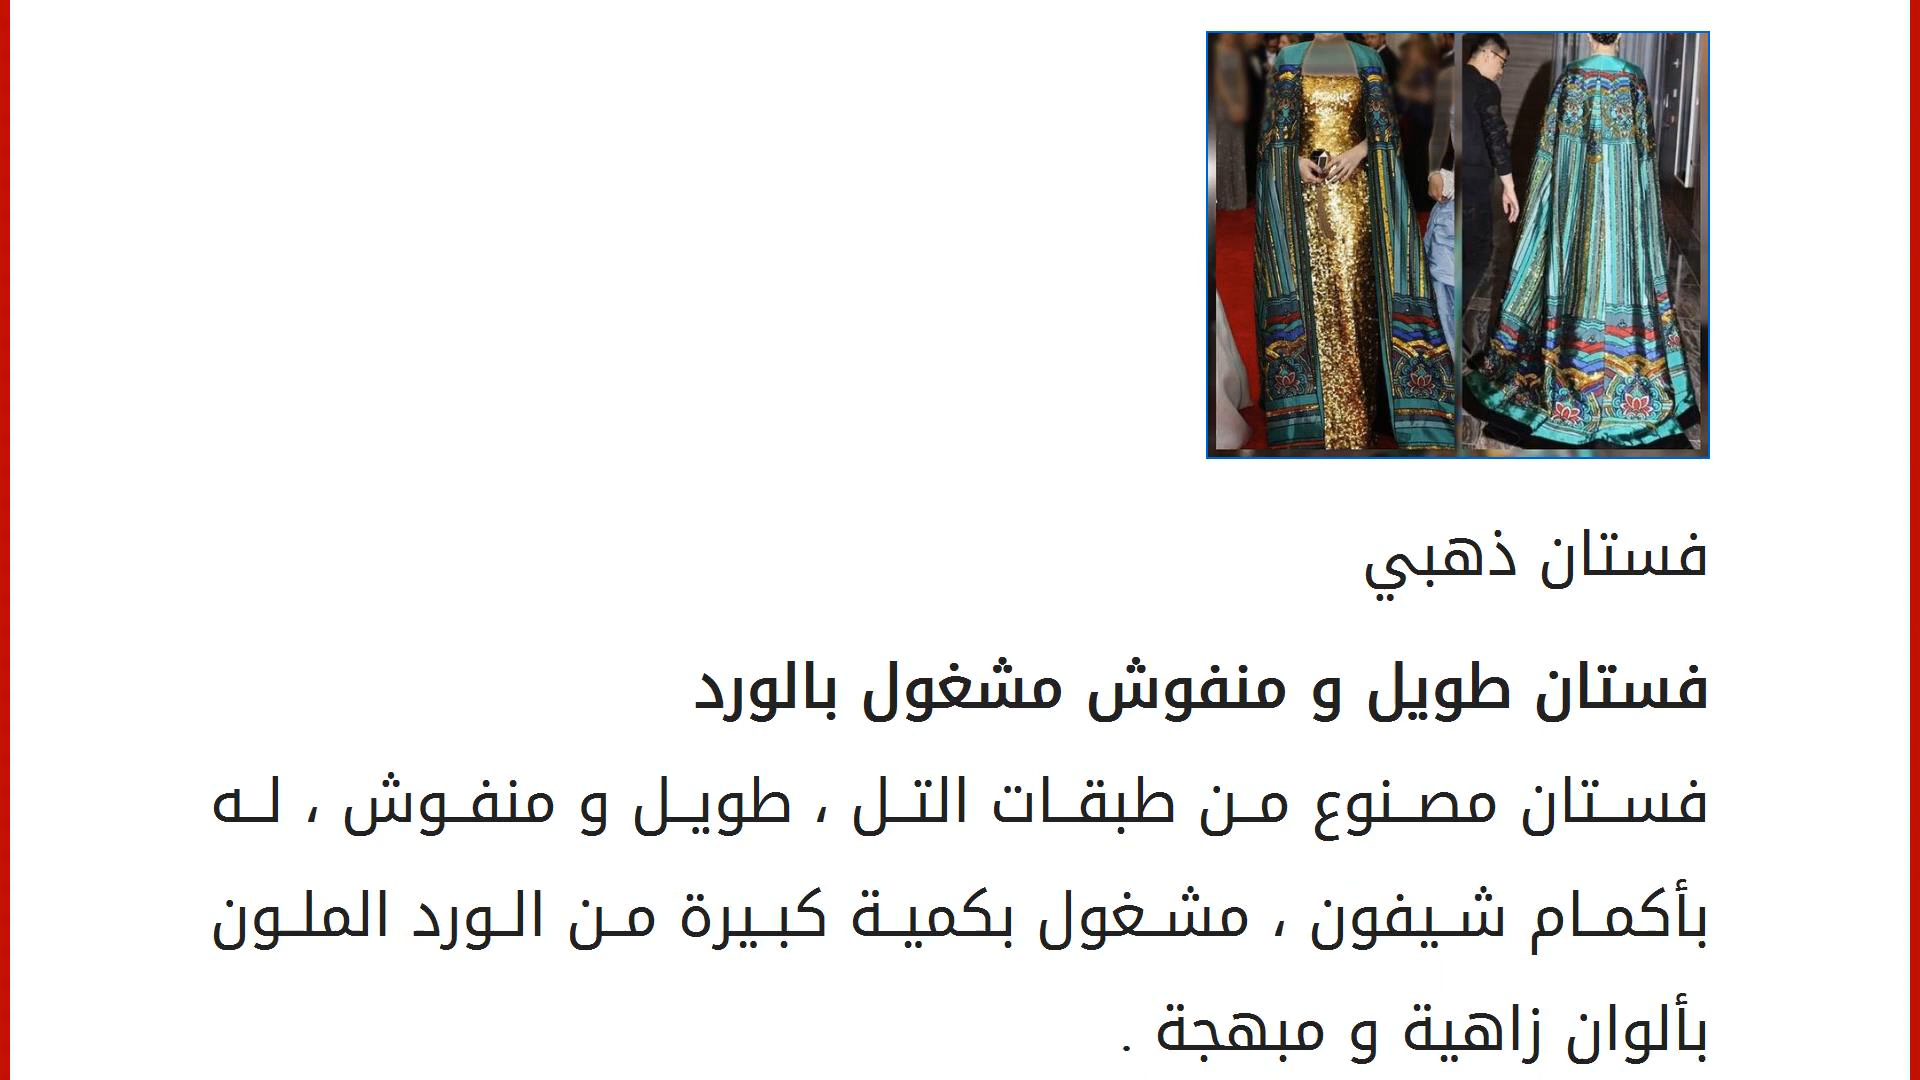 فستان ذهبي
فستان طويل و منفوش مشغول بالورد
فستان مصنوع من طبقات التل ، طويل و منفوش ، له
بأكمام شيفون ، مشغول بكمية كبيرة من الورد الملون
بألوان زاهية و مبهجة .